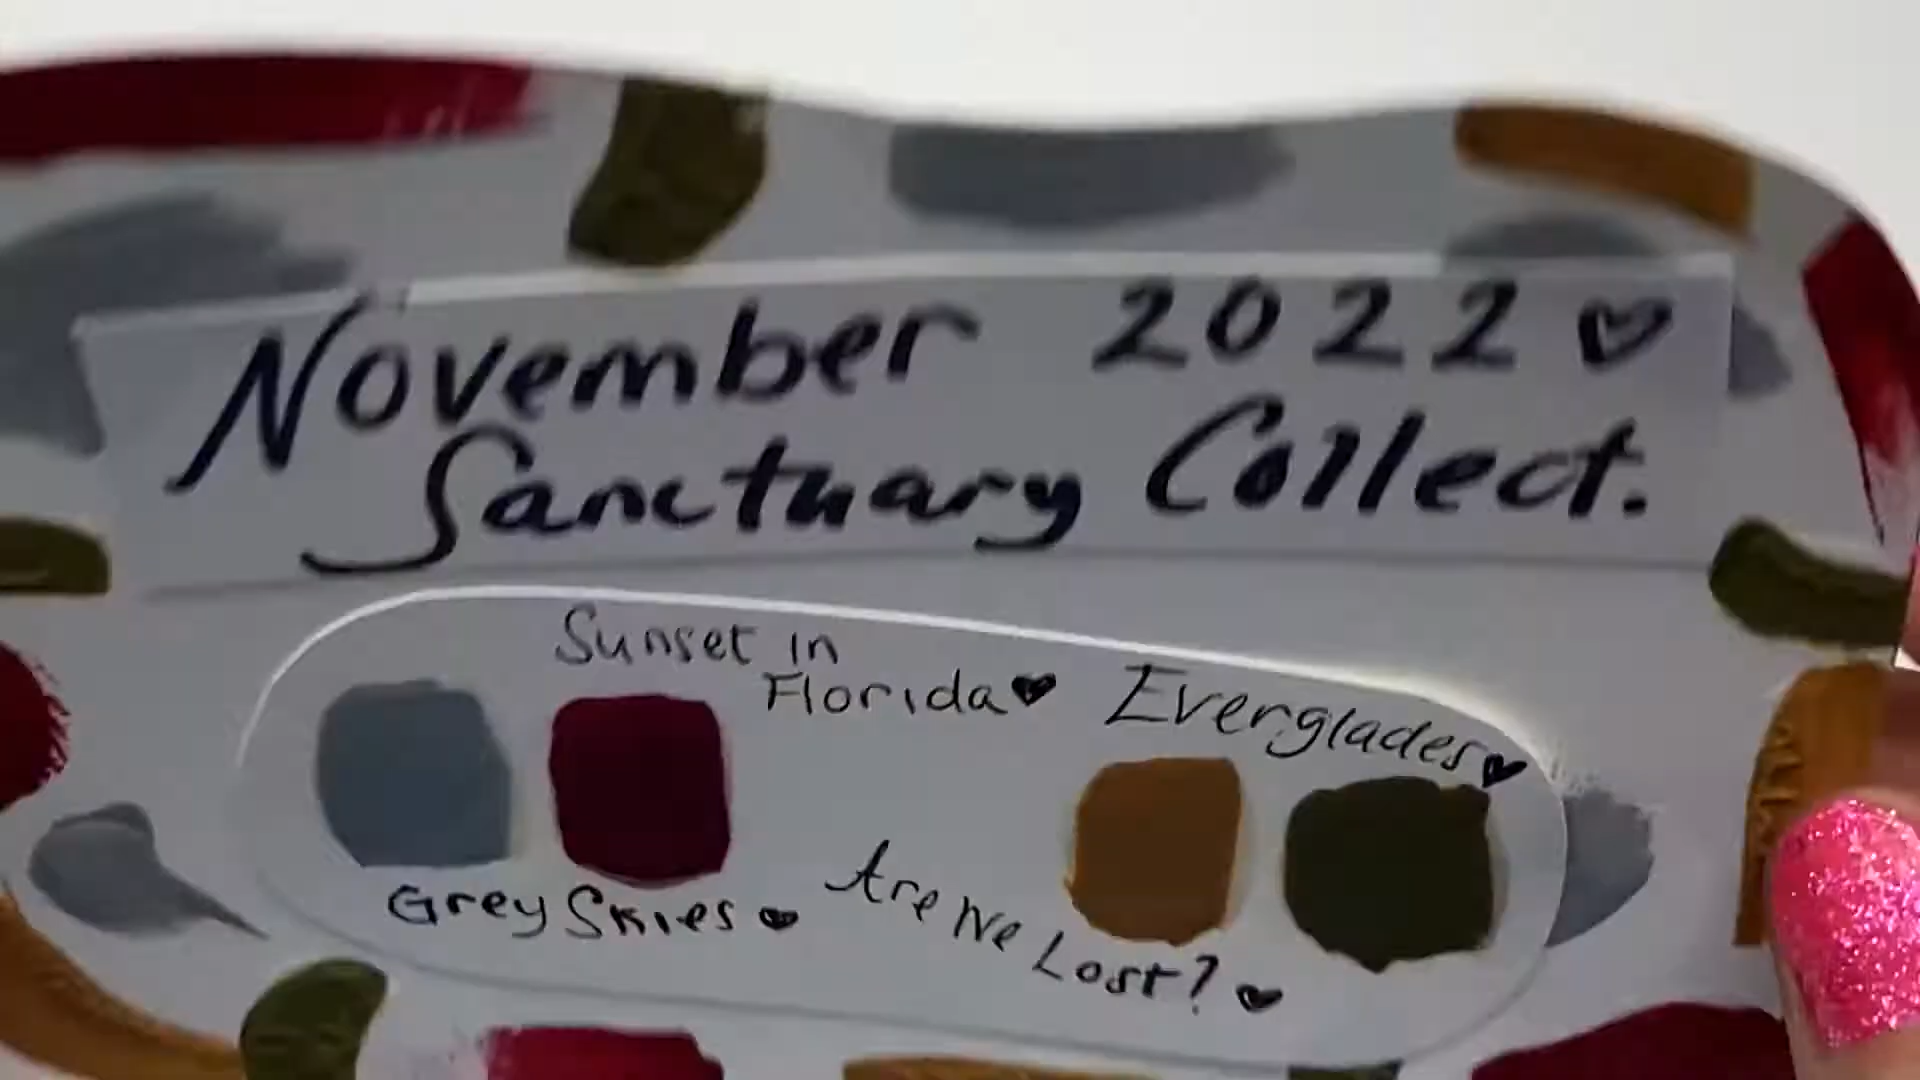 November 2022♡
Sanctuary Collect.
Sunset in
Florida♥
Everglades♥
Grey Skies♥
Are We Lost?♥